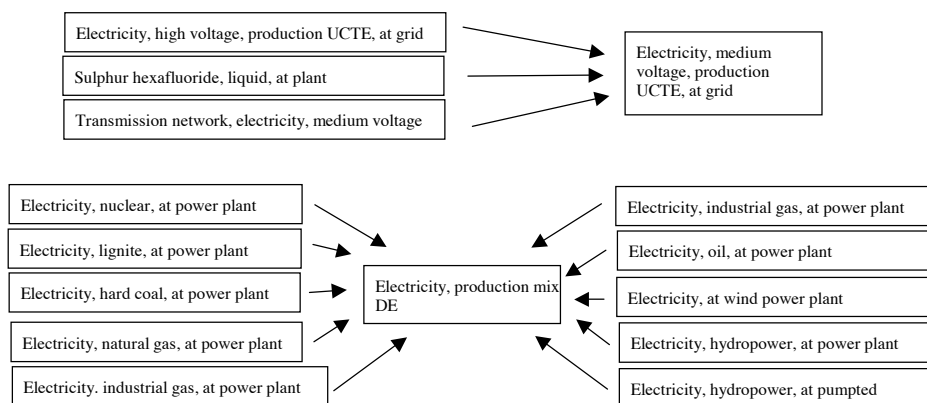 Electricity, high voltage, production UCTE, at grid
Sulphur hexafluoride, liquid, at plant
Transmission network, electricity, medium voltage
Electricity, medium
voltage, production
UCTE, at grid
Electricity, nuclear, at power plant
Electricity, lignite, at power plant
Electricity, hard coal, at power plant
Electricity, natural gas, at power plant
Electricity. industrial gas, at power plant
Electricity, production mix
DE
Electricity, industrial gas, at power plant
Electricity, oil, at power plant
Electricity, at wind power plant
Electricity, hydropower, at power plant
Electricity, hydropower, at pumpted